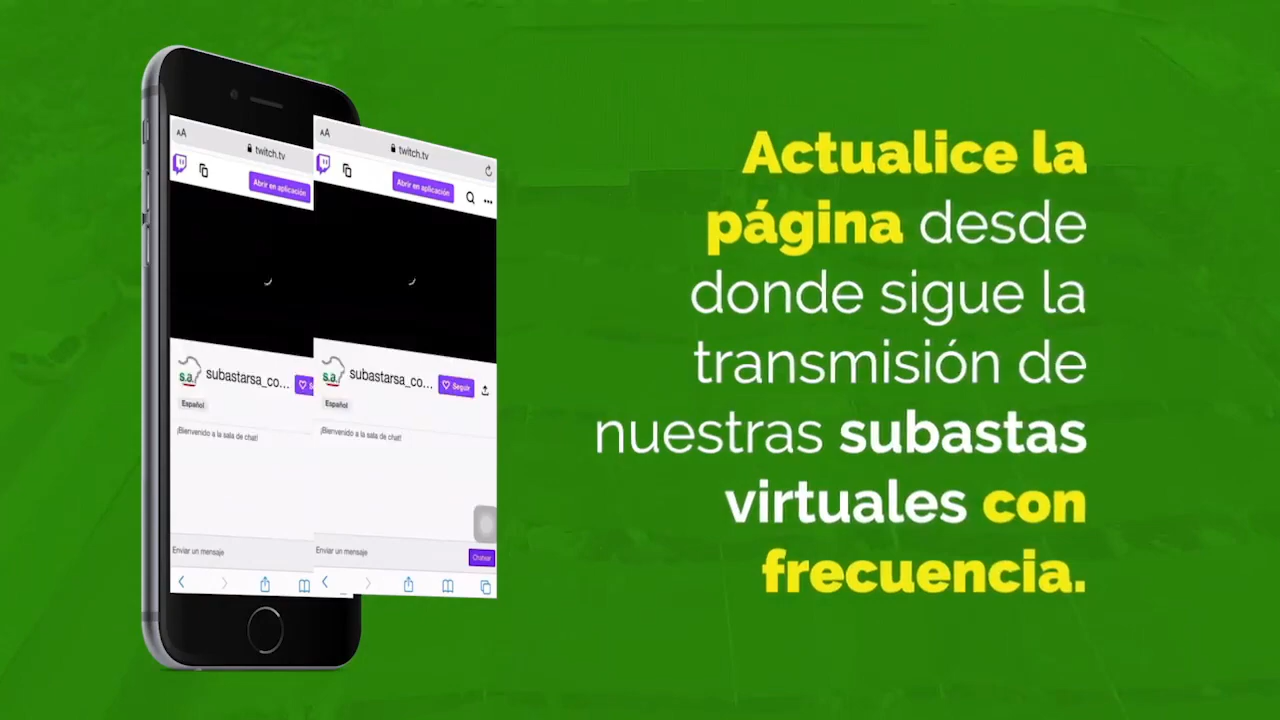 AA
twitch.tv
Abrir en aplicación
s.a.
subastarsa_co...
S
Español
¡Bienvenido a la sala de chat!
Enviar un mensaje
AA
twitch.tv
Abrir en aplicación
s.a.
subastarsa_co...
Seguir
Español
¡Bienvenido a la sala de chat!
Enviar un mensaje
Chatear
Actualice la
página desde
donde sigue la
transmisión de
nuestras subastas
virtuales con
frecuencia.